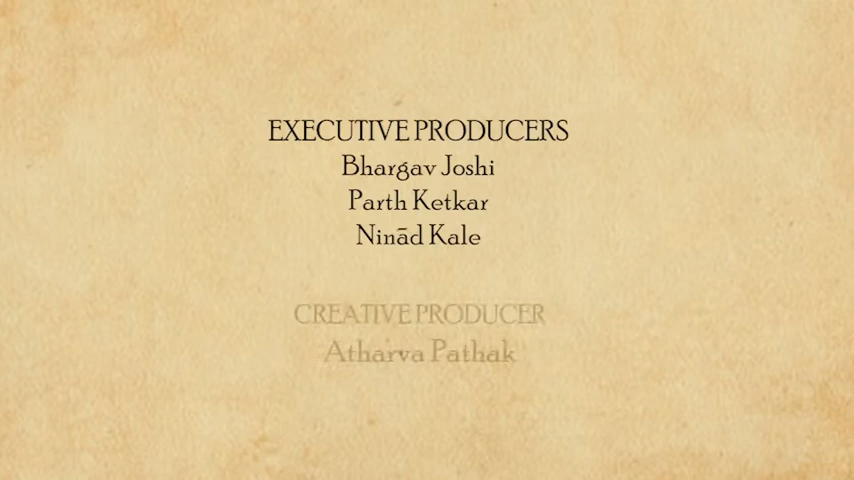 EXECUTIVE PRODUCERS
Bhargav Joshi
Parth Ketkar
Ninād Kale
CREATIVE PRODUCER
Atharva Pathak